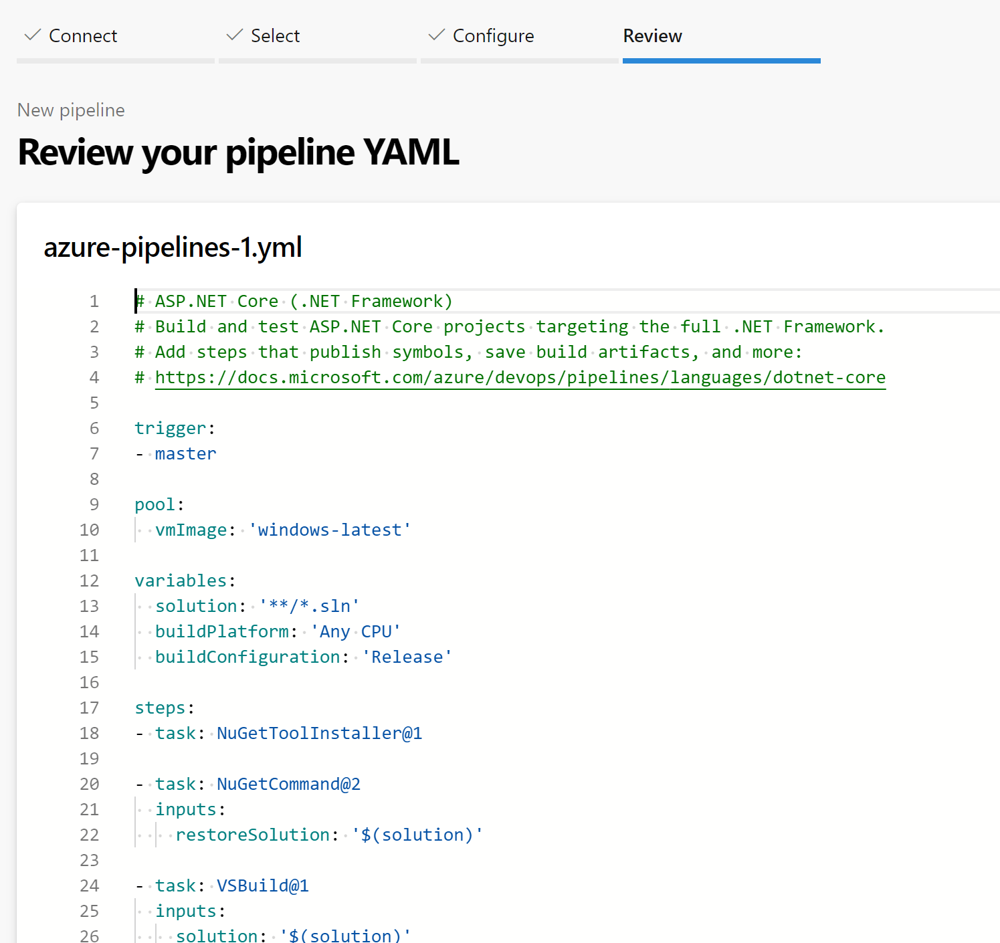 Connect Select Configure Review
New pipeline
Review your pipeline YAML
azure-pipelines-1.yml
1 # ASP.NET Core (.NET Framework)
2 # Build and test ASP.NET Core projects targeting the full .NET Framework.
3 # Add steps that publish symbols, save build artifacts, and more:
4 # https://docs.microsoft.com/azure/devops/pipelines/languages/dotnet-core
5
6 trigger:
7 - master
8
9 pool:
10   vmImage: 'windows-latest'
11
12 variables:
13   solution: '**/*.sln'
14   buildPlatform: 'Any CPU'
15   buildConfiguration: 'Release'
16
17 steps:
18 - task: NuGetToolInstaller@1
19
20 - task: NuGetCommand@2
21   inputs:
22     restoreSolution: '$(solution)'
23
24 - task: VSBuild@1
25   inputs:
26     solution: '$(solution)'